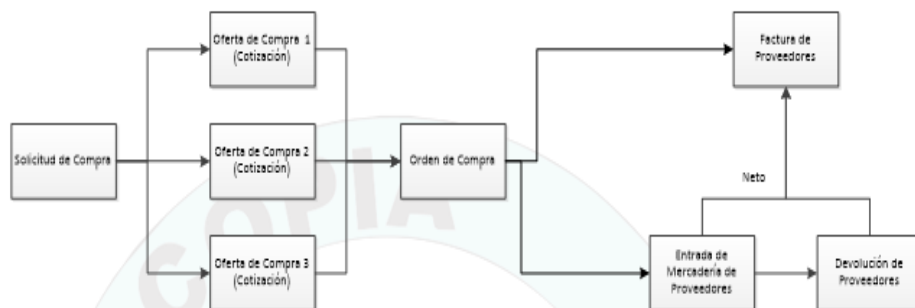 Oferta de Compra 1
(Cotización)
Factura de
Proveedores
Solicitud de Compra
Oferta de Compra 2
(Cotización)
Orden de Compra
Neto
Oferta de Compra 3
(Cotización)
Entrada de
Mercadería de
Proveedores
Devolución de
Proveedores
COPIA